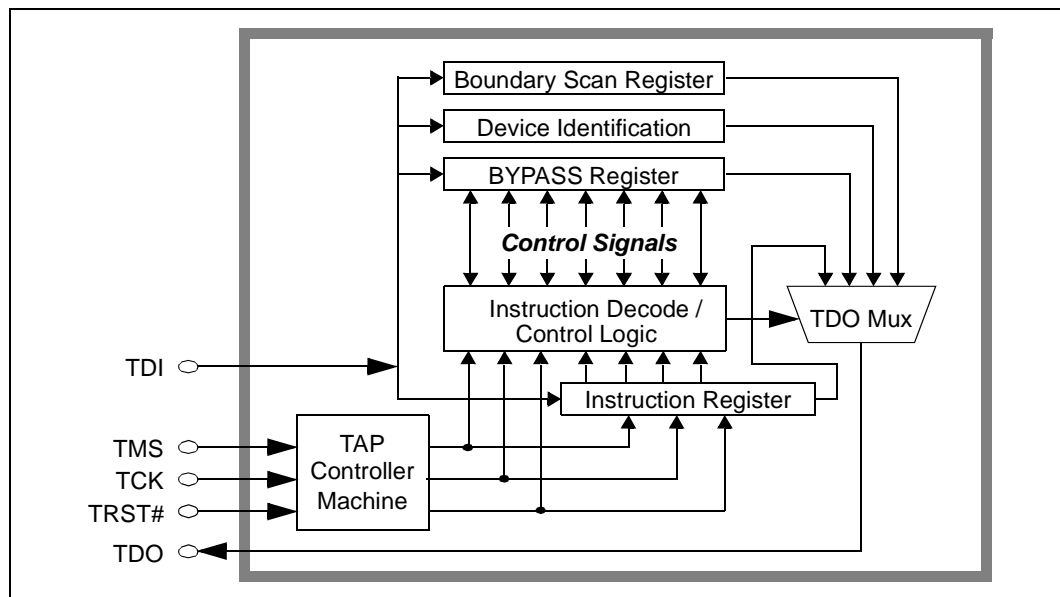 Boundary Scan Register
Device Identification
BYPASS Register
Control Signals
Instruction Decode /
Control Logic
TDO Mux
TDI
Instruction Register
TMS
TCK
TRST#
TDO
TAP
Controller
Machine